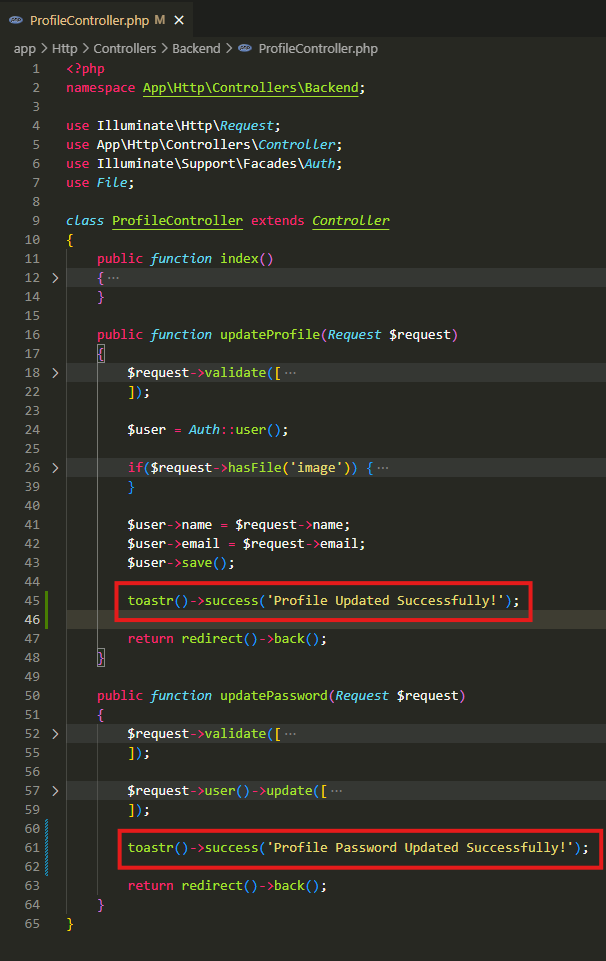 ProfileController.php M ×
app > Http > Controllers > Backend > ProfileController.php
1 <?php
2 namespace App\Http\Controllers\Backend;
3
4 use Illuminate\Http\Request;
5 use App\Http\Controllers\Controller;
6 use Illuminate\Support\Facades\Auth;
7 use File;
8
9 class ProfileController extends Controller
10 {
11 public function index()
12 > { ···
14 }
15
16 public function updateProfile(Request $request)
17 {
18 > $request->validate([ ···
22 ]);
23
24 $user = Auth::user();
25
26 > if($request->hasFile('image')) { ···
39 }
40
41 $user->name = $request->name;
42 $user->email = $request->email;
43 $user->save();
44
45 toastr()->success('Profile Updated Successfully!');
46
47 return redirect()->back();
48 }
49
50 public function updatePassword(Request $request)
51 {
52 > $request->validate([ ···
55 ]);
56
57 > $request->user()->update([ ···
59 ]);
60
61 toastr()->success('Profile Password Updated Successfully!');
62
63 return redirect()->back();
64 }
65 }